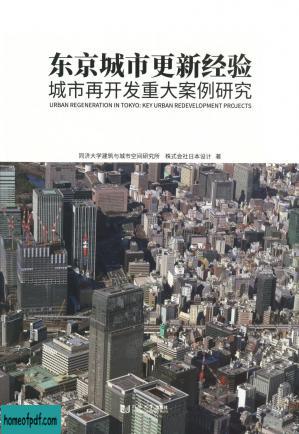 东京城市更新经验
城市再开发重大案例研究
URBAN REGENERATION IN TOKYO: KEY URBAN REDEVELOPMENT PROJECTS
同济大学建筑与城市空间研究所 株式会社日本设计 著
homeofpdf.com